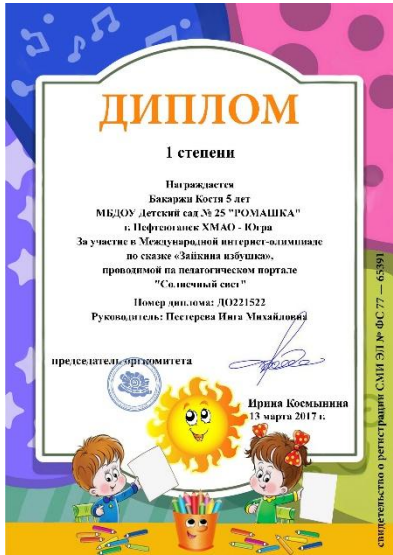 ДИПЛОМ
1 степени
Награждается
Бакаржи Костя 5 лет
МБДОУ Детский сад № 25 "РОМАШКА"
г. Нефтеюганск ХМАО - Югра
За участие в Международной интернет-олимпиаде
по сказке «Зайкина избушка»,
проводимой на педагогическом портале
"Солнечный свет"
Номер диплома: ДО221522
Руководитель: Пестерева Инга Михайловна
председатель оргкомитета
Ирина Космынина
13 марта 2017 г.
свидетельство о регистрации СМИ ЭЛ № ФС 77 — 65391